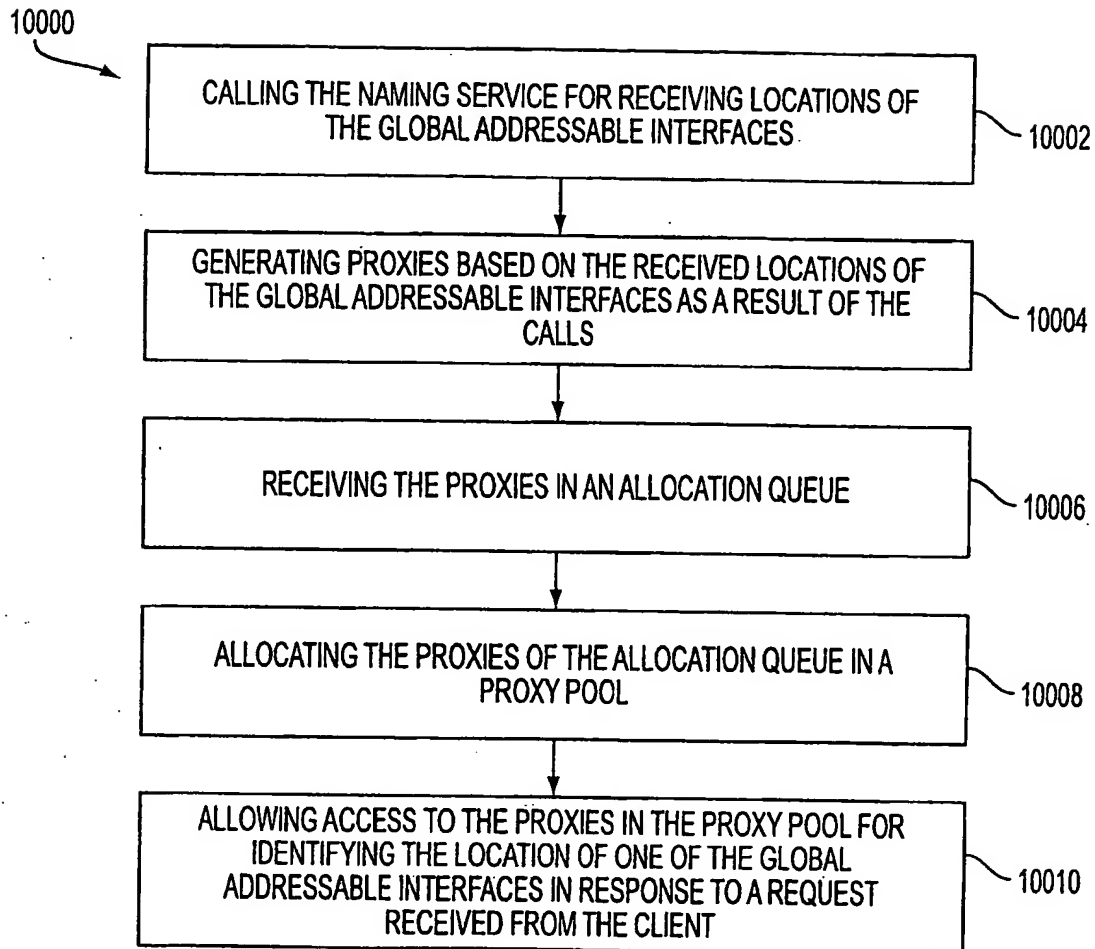 10000
CALLING THE NAMING SERVICE FOR RECEIVING LOCATIONS OF
THE GLOBAL ADDRESSABLE INTERFACES
10002
GENERATING PROXIES BASED ON THE RECEIVED LOCATIONS OF
THE GLOBAL ADDRESSABLE INTERFACES AS A RESULT OF THE
CALLS
10004
RECEIVING THE PROXIES IN AN ALLOCATION QUEUE
10006
ALLOCATING THE PROXIES OF THE ALLOCATION QUEUE IN A
PROXY POOL
10008
ALLOWING ACCESS TO THE PROXIES IN THE PROXY POOL FOR
IDENTIFYING THE LOCATION OF ONE OF THE GLOBAL
ADDRESSABLE INTERFACES IN RESPONSE TO A REQUEST
RECEIVED FROM THE CLIENT
10010